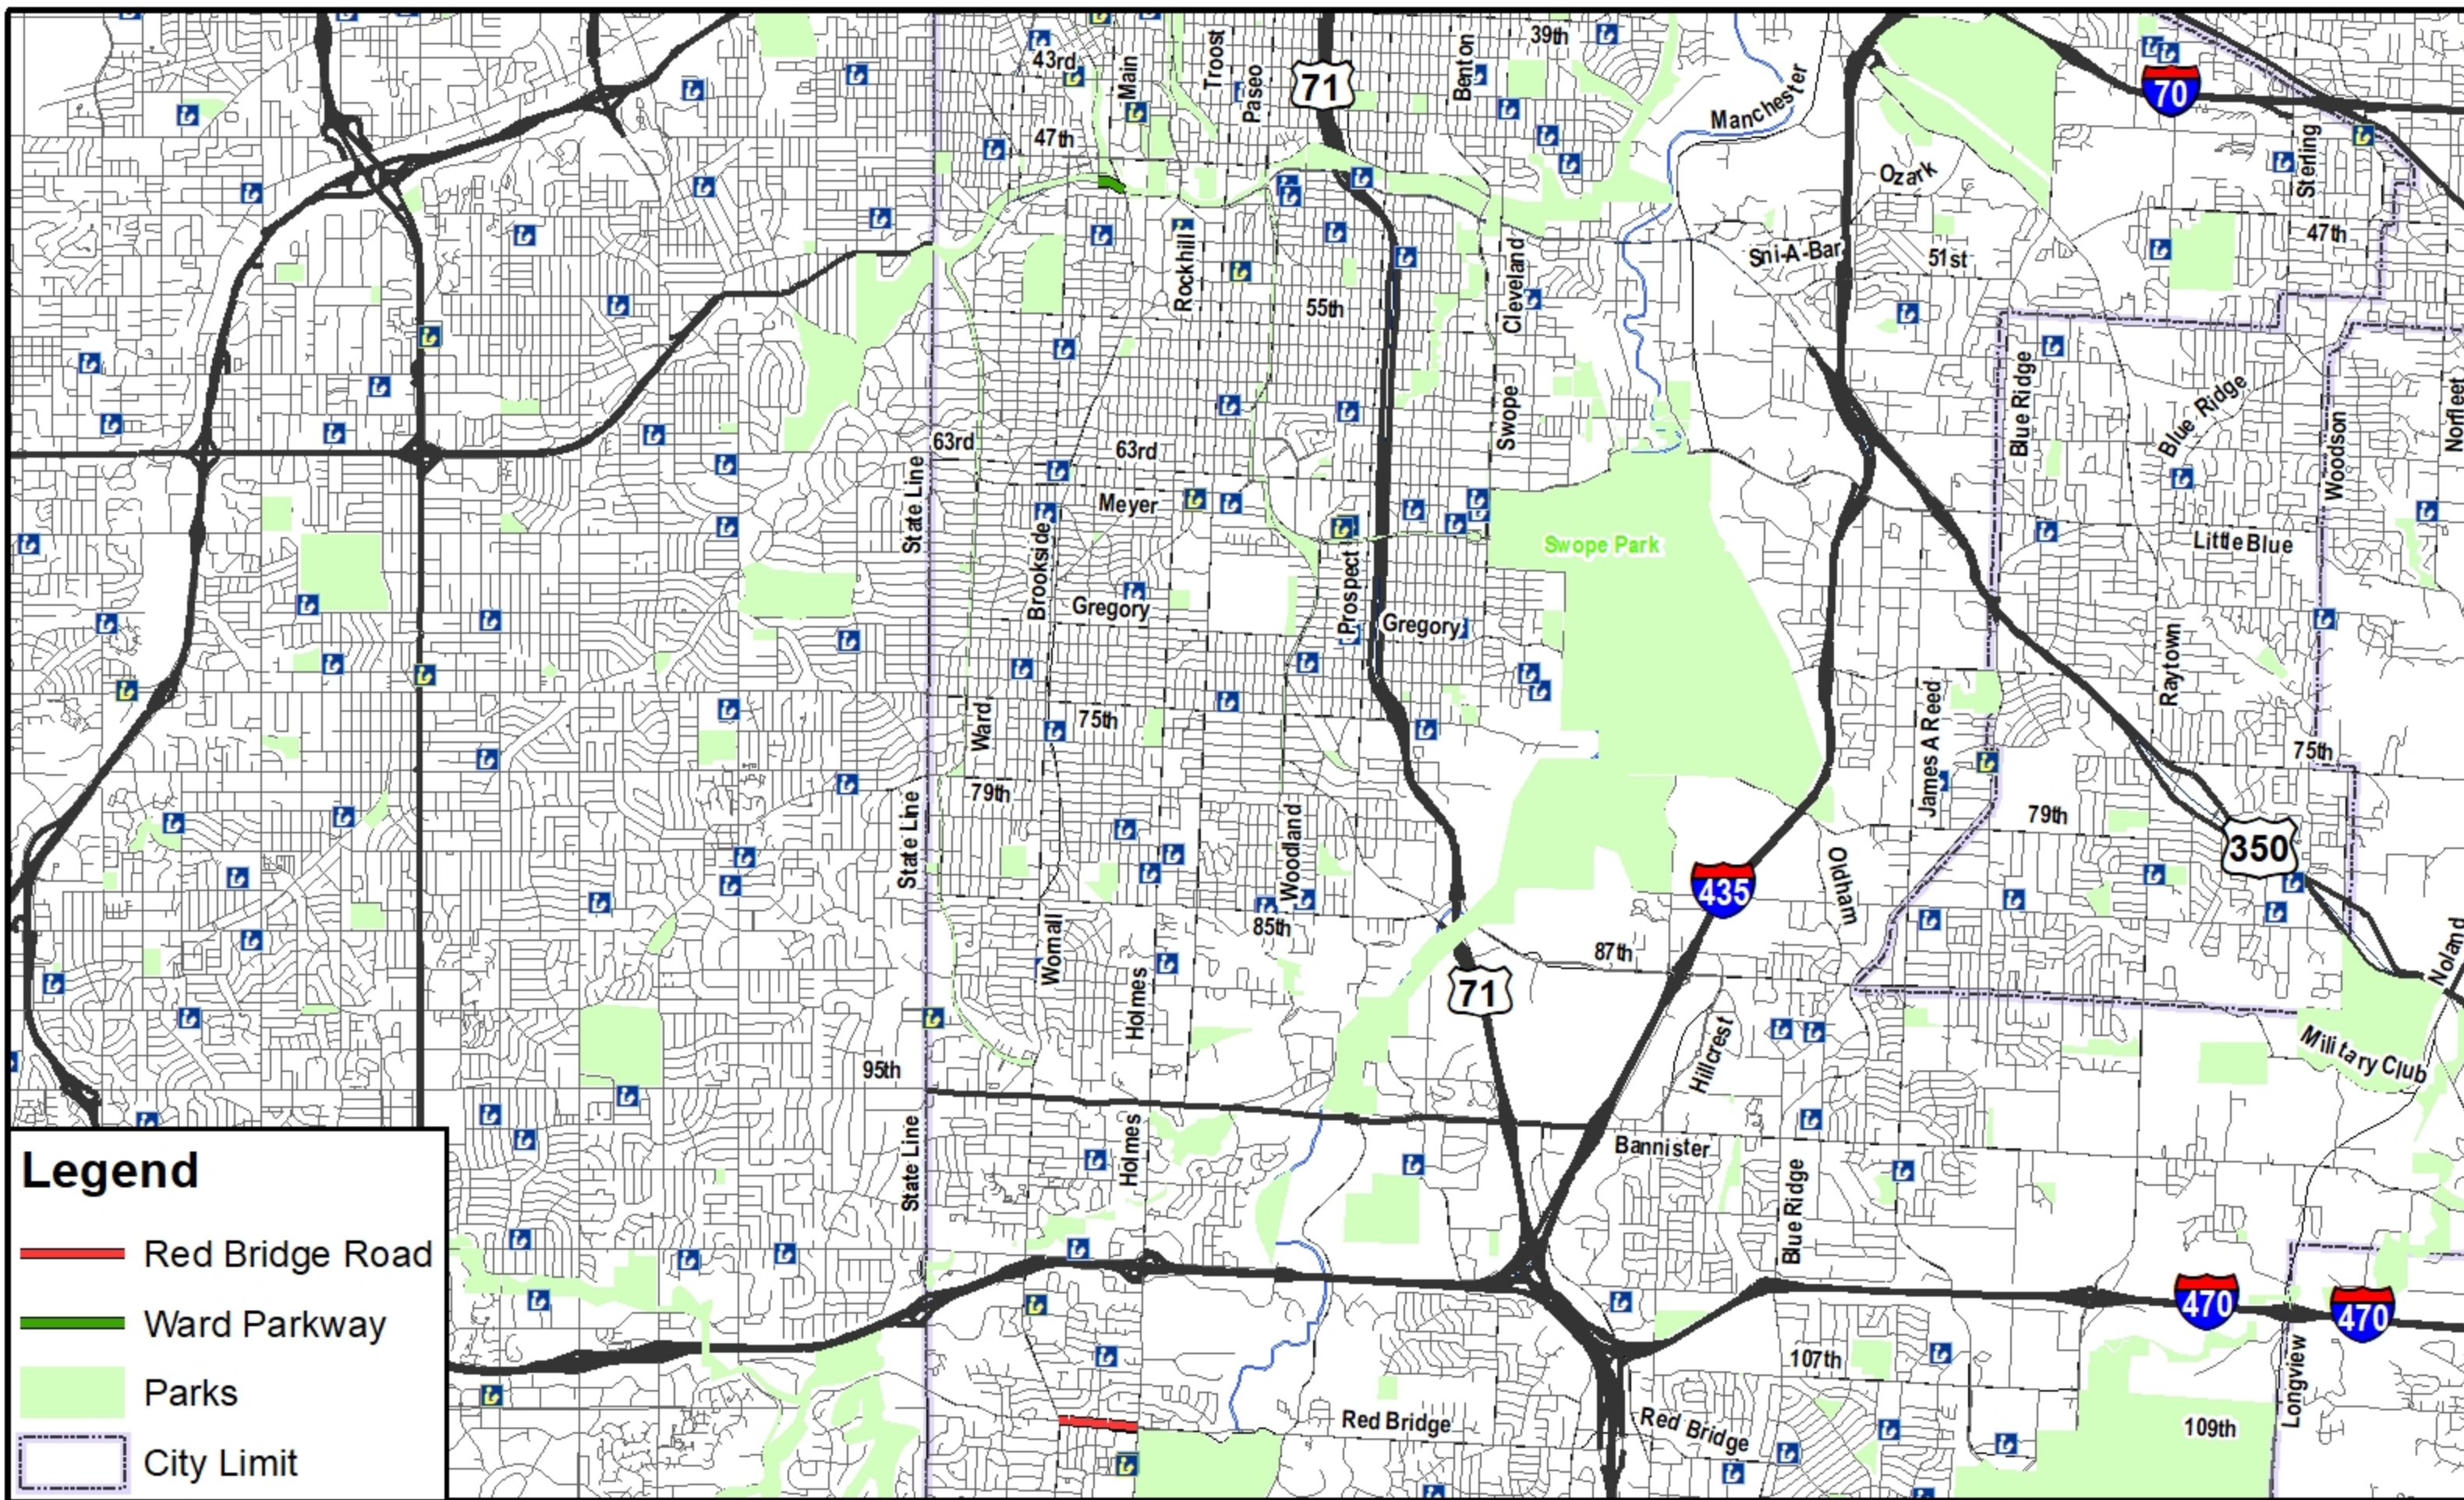 39th
43rd
Main
Troost
Paseo
71
Benton
Manchester
70
47th
Ozark
Sterling
47th
Sni-A-Bar
51st
Rockhill
55th
Cleveland
Blue Ridge
Blue Ridge
Woodson
Norfleet
Swope
63rd
63rd
State Line
Meyer
Brookside
Swope Park
Little Blue
Prospect
Gregory
Gregory
Raytown
Ward
75th
James A Reed
75th
79th
79th
State Line
Woodland
350
435
Oldham
85th
Wornall
87th
Noland
Holmes
71
Hillcrest
Military Club
95th
Bannister
Holmes
State Line
Blue Ridge
470
470
107th
Longview
Red Bridge
Red Bridge
109th
Legend
Red Bridge Road
Ward Parkway
Parks
City Limit